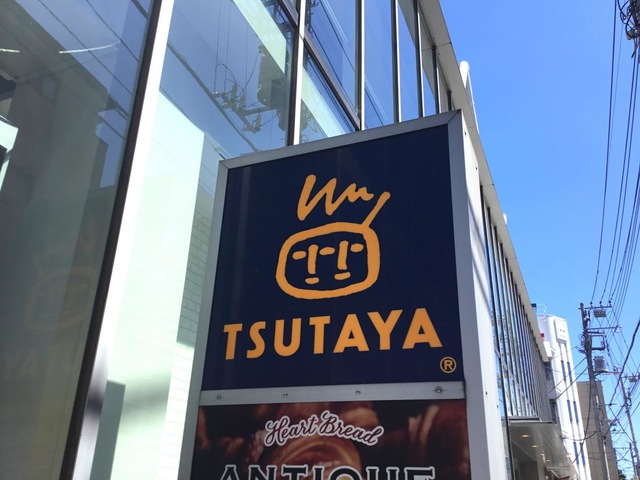 TSUTAYA
®
Heart Bread
ANTIQUE